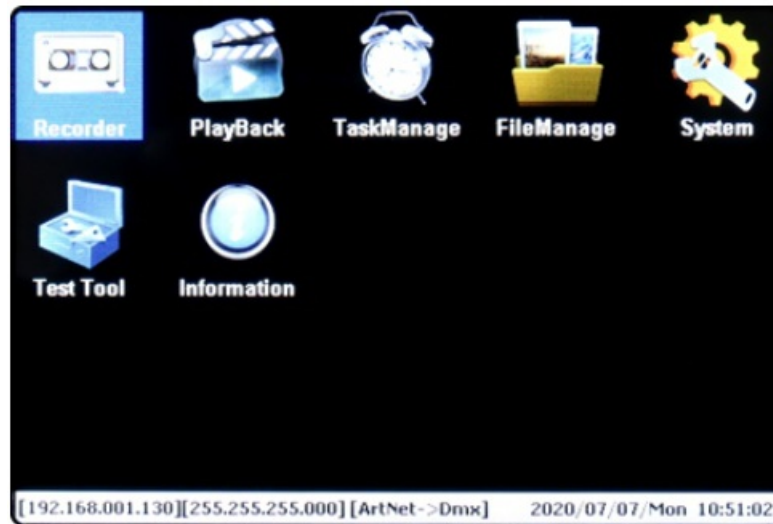 Recorder PlayBack TaskManage FileManage System
Test Tool Information
[192.168.001.130][255.255.255.000][ArtNet->Dmx] 2020/07/07/Mon 10:51:02